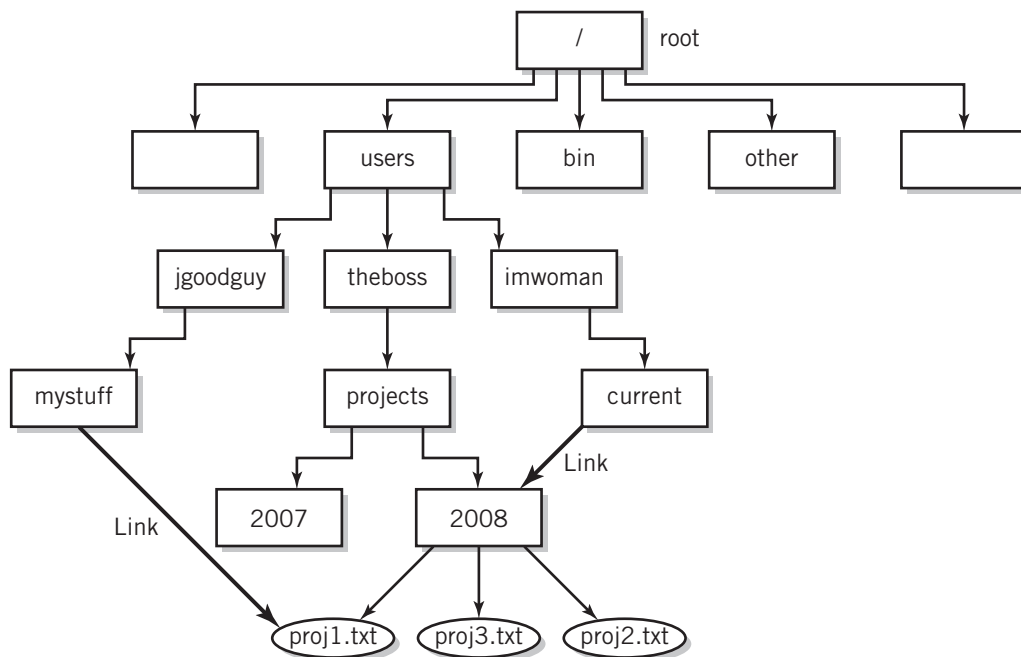 / root
users bin other
jgoodguy theboss imwoman
mystuff projects current
Link
2007 2008
Link
proj1.txt proj3.txt proj2.txt